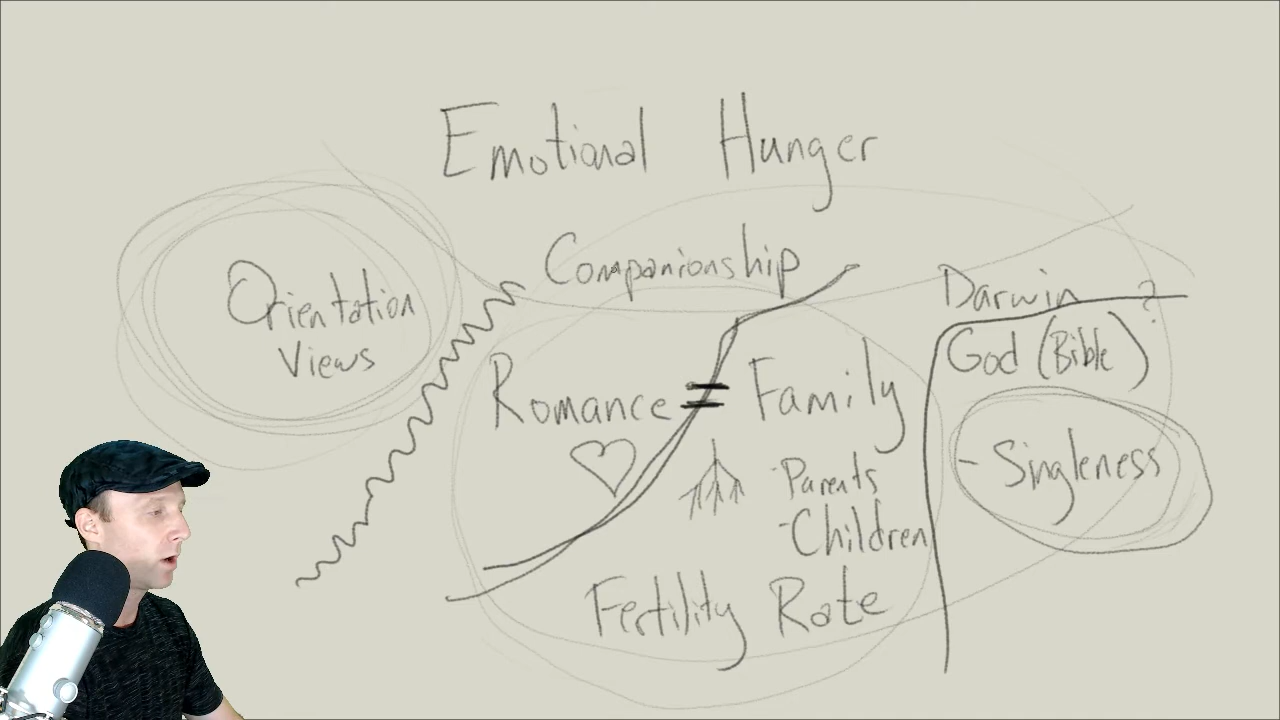 Emotional Hunger
Companionship
Orientation
Views
Romance = Family
- Parents
- Children
Fertility Rate
Darwin ?
God (Bible)
- Singleness